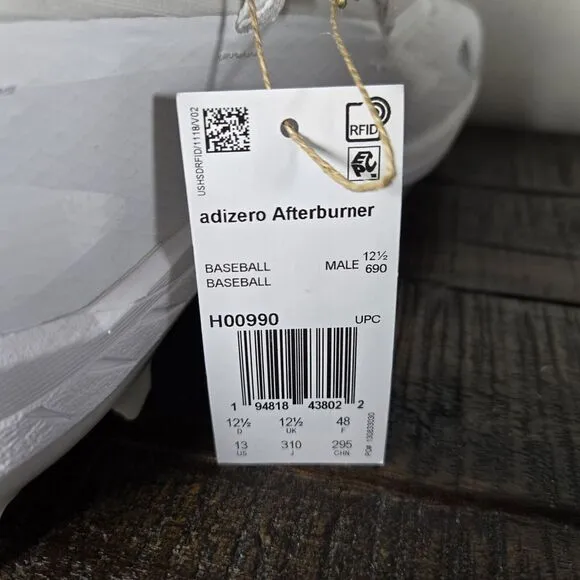 USHSDRFID/1118/V02
RFID
EPC
adizero Afterburner
BASEBALL MALE 12½
BASEBALL 690
H00990 UPC
1 94818 43802 2
12½ 12½ 48
D UK F
13 310 295
US J CHN